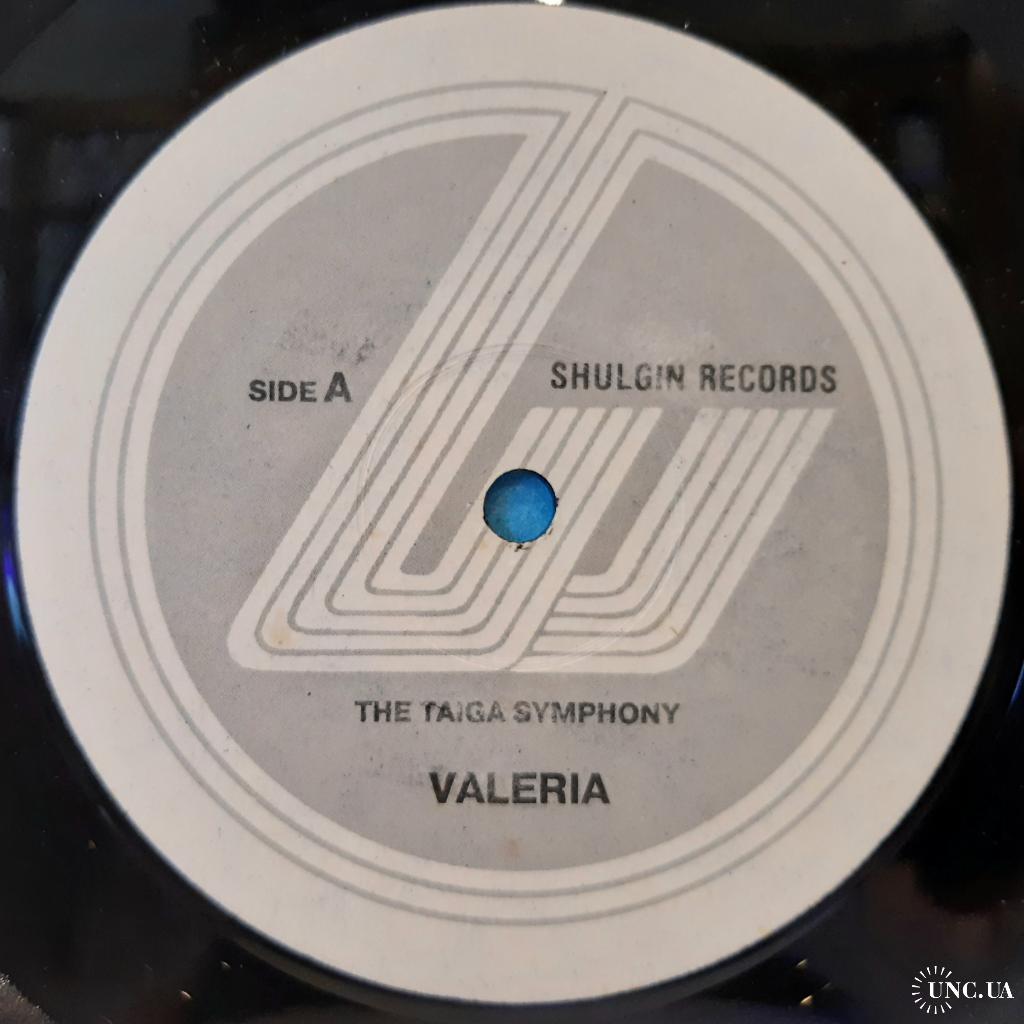 SIDE A
SHULGIN RECORDS
THE TAIGA SYMPHONY
VALERIA
UNC.UA